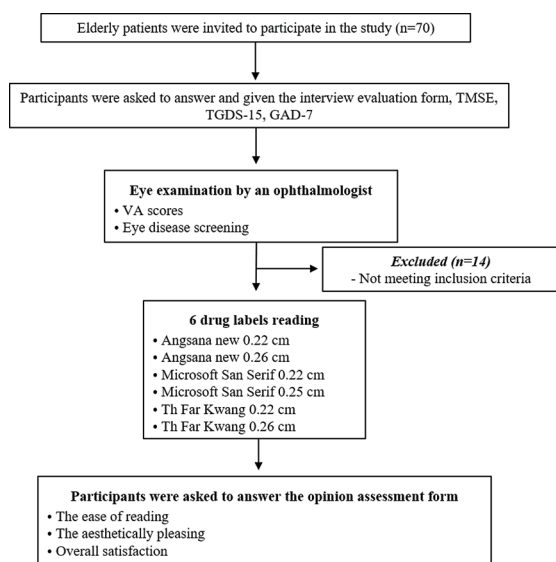 Elderly patients were invited to participate in the study (n=70)
Participants were asked to answer and given the interview evaluation form, TMSE,
TGDS-15, GAD-7
Eye examination by an ophthalmologist
• VA scores
• Eye disease screening
Excluded (n=14)
- Not meeting inclusion criteria
6 drug labels reading
• Angsana new 0.22 cm
• Angsana new 0.26 cm
• Microsoft San Serif 0.22 cm
• Microsoft San Serif 0.25 cm
• Th Far Kwang 0.22 cm
• Th Far Kwang 0.26 cm
Participants were asked to answer the opinion assessment form
• The ease of reading
• The aesthetically pleasing
• Overall satisfaction